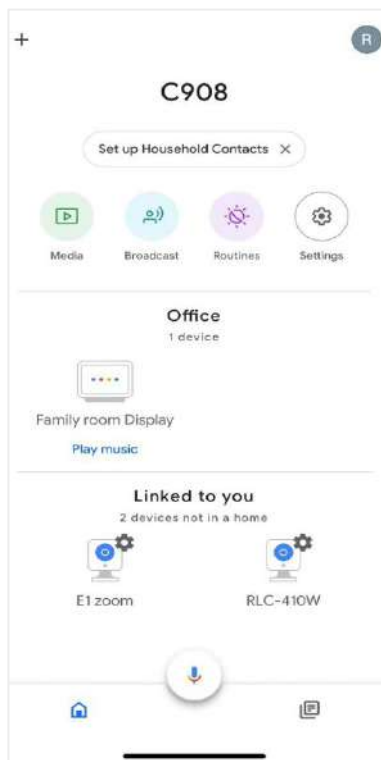 R
C908
Set up Household Contacts
Media Broadcast Routines Settings
Office
1 device
Family room Display
Play music
Linked to you
2 devices not in a home
E1 zoom RLC-410W